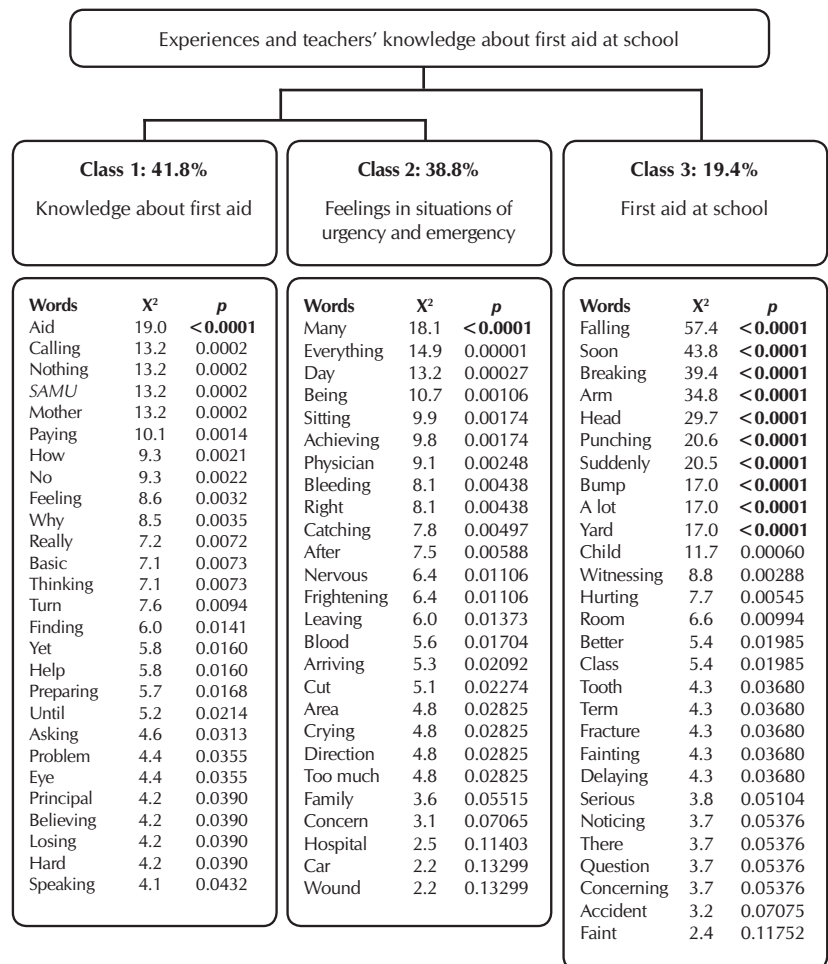 Experiences and teachers’ knowledge about first aid at school
Class 1: 41.8%
Knowledge about first aid
Class 2: 38.8%
Feelings in situations of
urgency and emergency
Class 3: 19.4%
First aid at school
Words X² p
Aid 19.0 <0.0001
Calling 13.2 0.0002
Nothing 13.2 0.0002
SAMU 13.2 0.0002
Mother 13.2 0.0002
Paying 10.1 0.0014
How 9.3 0.0021
No 9.3 0.0022
Feeling 8.6 0.0032
Why 8.5 0.0035
Really 7.2 0.0072
Basic 7.1 0.0073
Thinking 7.1 0.0073
Turn 7.6 0.0094
Finding 6.0 0.0141
Yet 5.8 0.0160
Help 5.8 0.0160
Preparing 5.7 0.0168
Until 5.2 0.0214
Asking 4.6 0.0313
Problem 4.4 0.0355
Eye 4.4 0.0355
Principal 4.2 0.0390
Believing 4.2 0.0390
Losing 4.2 0.0390
Hard 4.2 0.0390
Speaking 4.1 0.0432
Words X² p
Many 18.1 <0.0001
Everything 14.9 0.00001
Day 13.2 0.00027
Being 10.7 0.00106
Sitting 9.9 0.00174
Achieving 9.8 0.00174
Physician 9.1 0.00248
Bleeding 8.1 0.00438
Right 8.1 0.00438
Catching 7.8 0.00497
After 7.5 0.00588
Nervous 6.4 0.01106
Frightening 6.4 0.01106
Leaving 6.0 0.01373
Blood 5.6 0.01704
Arriving 5.3 0.02092
Cut 5.1 0.02274
Area 4.8 0.02825
Crying 4.8 0.02825
Direction 4.8 0.02825
Too much 4.8 0.02825
Family 3.6 0.05515
Concern 3.1 0.07065
Hospital 2.5 0.11403
Car 2.2 0.13299
Wound 2.2 0.13299
Words X² p
Falling 57.4 <0.0001
Soon 43.8 <0.0001
Breaking 39.4 <0.0001
Arm 34.8 <0.0001
Head 29.7 <0.0001
Punching 20.6 <0.0001
Suddenly 20.5 <0.0001
Bump 17.0 <0.0001
A lot 17.0 <0.0001
Yard 17.0 <0.0001
Child 11.7 0.00060
Witnessing 8.8 0.00288
Hurting 7.7 0.00545
Room 6.6 0.00994
Better 5.4 0.01985
Class 5.4 0.01985
Tooth 4.3 0.03680
Term 4.3 0.03680
Fracture 4.3 0.03680
Fainting 4.3 0.03680
Delaying 4.3 0.03680
Serious 3.8 0.05104
Noticing 3.7 0.05376
There 3.7 0.05376
Question 3.7 0.05376
Concerning 3.7 0.05376
Accident 3.2 0.07075
Faint 2.4 0.11752